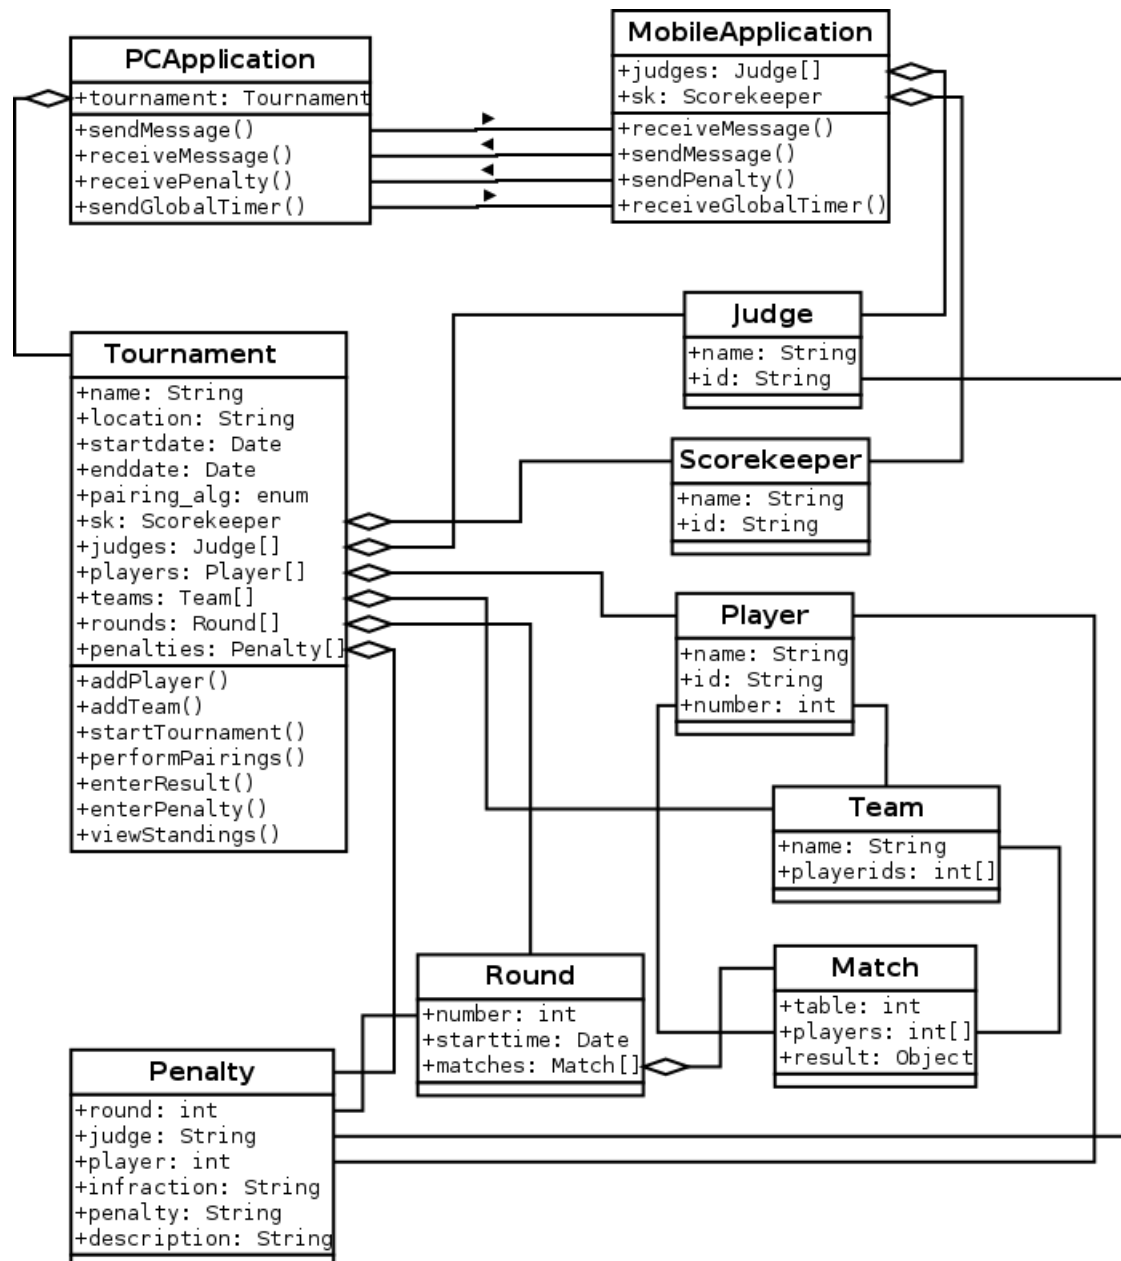 PCApplication
+tournament: Tournament
+sendMessage()
+receiveMessage()
+receivePenalty()
+sendGlobalTimer()
MobileApplication
+judges: Judge[]
+sk: Scorekeeper
+receiveMessage()
+sendMessage()
+sendPenalty()
+receiveGlobalTimer()
Judge
+name: String
+id: String
Tournament
+name: String
+location: String
+startdate: Date
+enddate: Date
+pairing_alg: enum
+sk: Scorekeeper
+judges: Judge[]
+players: Player[]
+teams: Team[]
+rounds: Round[]
+penalties: Penalty[]
+addPlayer()
+addTeam()
+startTournament()
+performPairings()
+enterResult()
+enterPenalty()
+viewStandings()
Scorekeeper
+name: String
+id: String
Player
+name: String
+id: String
+number: int
Team
+name: String
+playerids: int[]
Round
+number: int
+starttime: Date
+matches: Match[]
Match
+table: int
+players: int[]
+result: Object
Penalty
+round: int
+judge: String
+player: int
+infraction: String
+penalty: String
+description: String